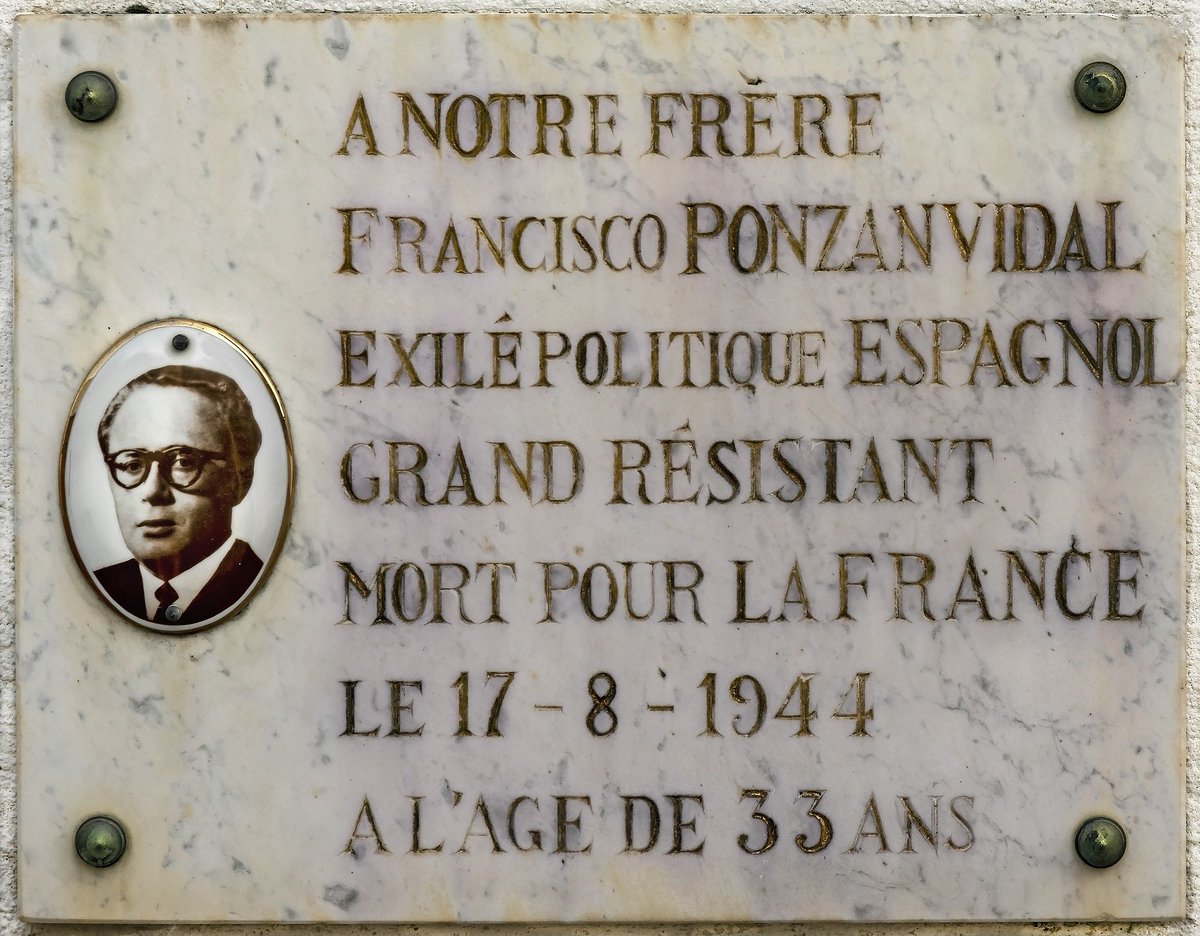 A NOTRE FRÈRE
FRANCISCO PONZAN VIDAL
EXILÉ POLITIQUE ESPAGNOL
GRAND RÉSISTANT
MORT POUR LA FRANCE
LE 17 - 8 - 1944
A L'AGE DE 33 ANS